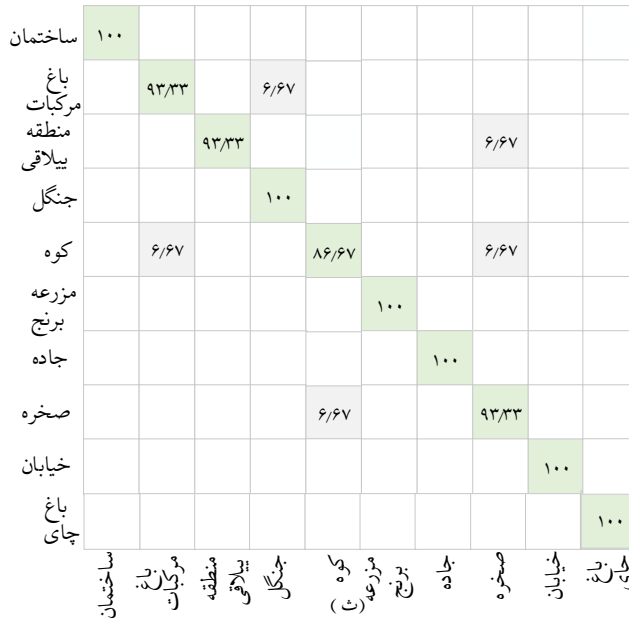 ساختمان ۱۰۰
باغ
مرکبات ۹۳/۳۳ ۶/۶۷
منطقه
ییلاقی ۹۳/۳۳ ۶/۶۷
جنگل ۱۰۰
کوه ۶/۶۷ ۸۶/۶۷ ۶/۶۷
مزرعه
برنج ۱۰۰
جاده ۱۰۰
صخره ۶/۶۷ ۹۳/۳۳
خیابان ۱۰۰
باغ
چای ۱۰۰
ساختمان
باغ
مرکبات
منطقه
ییلاقی
جنگل
کوه
مزرعه
برنج
جاده
صخره
خیابان
باغ
چای
(ث)